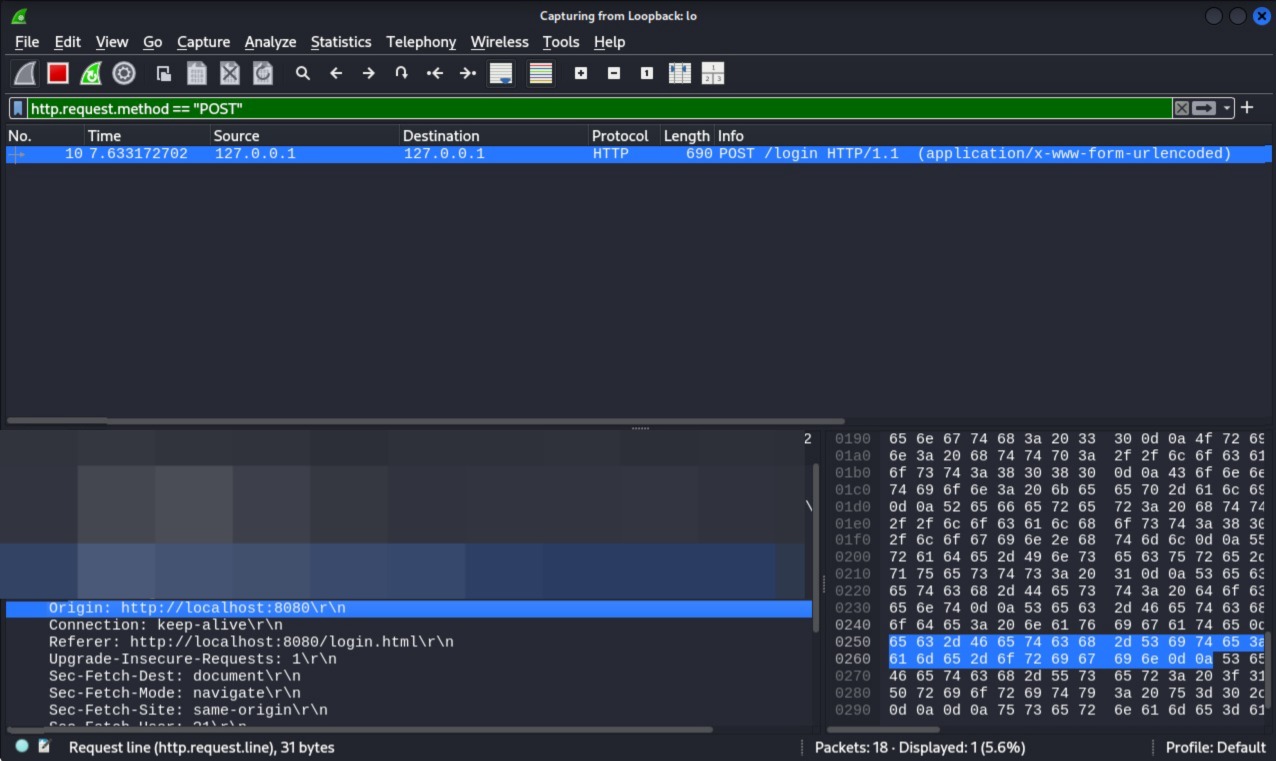 Capturing from Loopback: lo
File Edit View Go Capture Analyze Statistics Telephony Wireless Tools Help
http.request.method == "POST"
No. Time Source Destination Protocol Length Info
10 7.633172702 127.0.0.1 127.0.0.1 HTTP 690 POST /login HTTP/1.1 (application/x-www-form-urlencoded)
2
\
Origin: http://localhost:8080\r\n
Connection: keep-alive\r\n
Referer: http://localhost:8080/login.html\r\n
Upgrade-Insecure-Requests: 1\r\n
Sec-Fetch-Dest: document\r\n
Sec-Fetch-Mode: navigate\r\n
Sec-Fetch-Site: same-origin\r\n
0190 65 6e 67 74 68 3a 20 33 30 0d 0a 4f 72 69
01a0 6e 3a 20 68 74 74 70 3a 2f 2f 6c 6f 63 61
01b0 6f 73 74 3a 38 30 38 30 0d 0a 43 6f 6e 6e
01c0 74 69 6f 6e 3a 20 6b 65 65 70 2d 61 6c 69
01d0 0d 0a 52 65 66 65 72 65 72 3a 20 68 74 74
01e0 2f 2f 6c 6f 63 61 6c 68 6f 73 74 3a 38 30
01f0 2f 6c 6f 67 69 6e 2e 68 74 6d 6c 0d 0a 55
0200 72 61 64 65 2d 49 6e 73 65 63 75 72 65 2d
0210 71 75 65 73 74 73 3a 20 31 0d 0a 53 65 63
0220 65 74 63 68 2d 44 65 73 74 3a 20 64 6f 63
0230 65 6e 74 0d 0a 53 65 63 2d 46 65 74 63 68
0240 6f 64 65 3a 20 6e 61 76 69 67 61 74 65 0d
0250 65 63 2d 46 65 74 63 68 2d 53 69 74 65 3a
0260 61 6d 65 2d 6f 72 69 67 69 6e 0d 0a 53 65
0270 46 65 74 63 68 2d 55 73 65 72 3a 20 3f 31
0280 50 72 69 6f 72 69 74 79 3a 20 75 3d 30 2c
0290 0d 0a 0d 0a 75 73 65 72 6e 61 6d 65 3d 61
Request line (http.request.line), 31 bytes
Packets: 18 · Displayed: 1 (5.6%)
Profile: Default